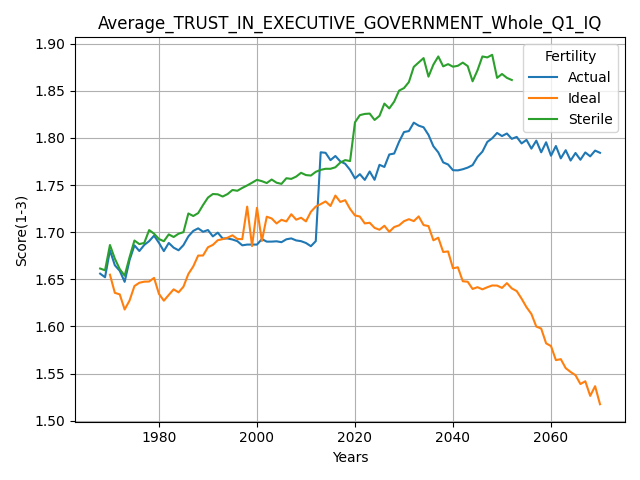 Average_TRUST_IN_EXECUTIVE_GOVERNMENT_Whole_Q1_IQ
Score(1-3)
1.90
1.85
1.80
1.75
1.70
1.65
1.60
1.55
1.50
Fertility
Actual
Ideal
Sterile
1980
2000
2020
2040
2060
Years